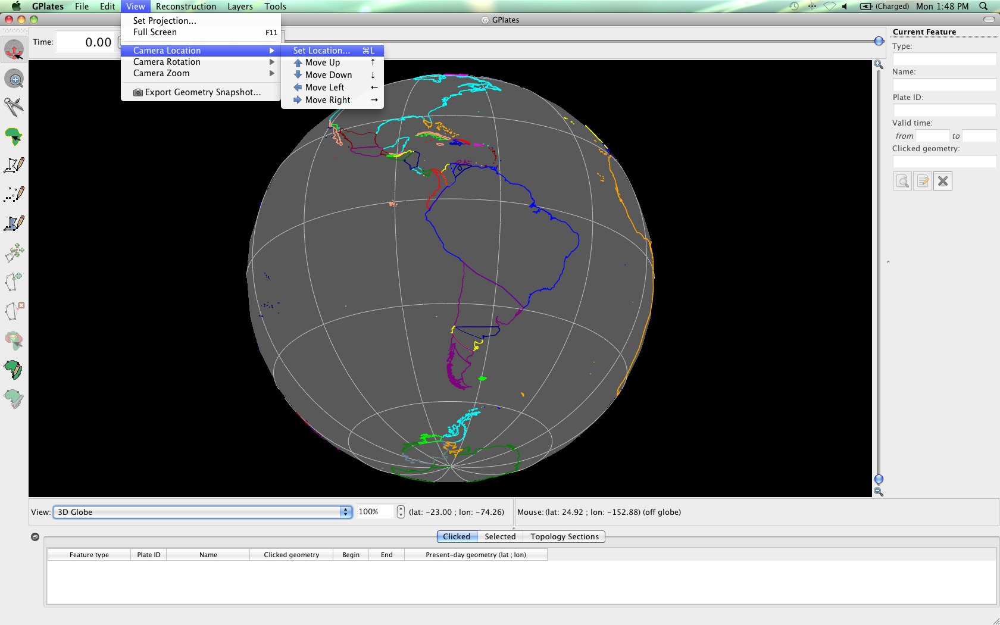 GPlates File Edit View Reconstruction Layers Tools (Charged) Mon 1:48 PM
GPlates
Set Projection...
Full Screen F11
Camera Location
Camera Rotation
Camera Zoom
Export Geometry Snapshot...
Set Location... ⌘L
Move Up ↑
Move Down ↓
Move Left ←
Move Right →
Time: 0.00
Current Feature
Type:
Name:
Plate ID:
Valid time:
from to
Clicked geometry:
View: 3D Globe 100% (lat: -23.00 ; lon: -74.26) Mouse: (lat: 24.92 ; lon: -152.88) (off globe)
Clicked Selected Topology Sections
Feature type Plate ID Name Clicked geometry Begin End Present-day geometry (lat ; lon)